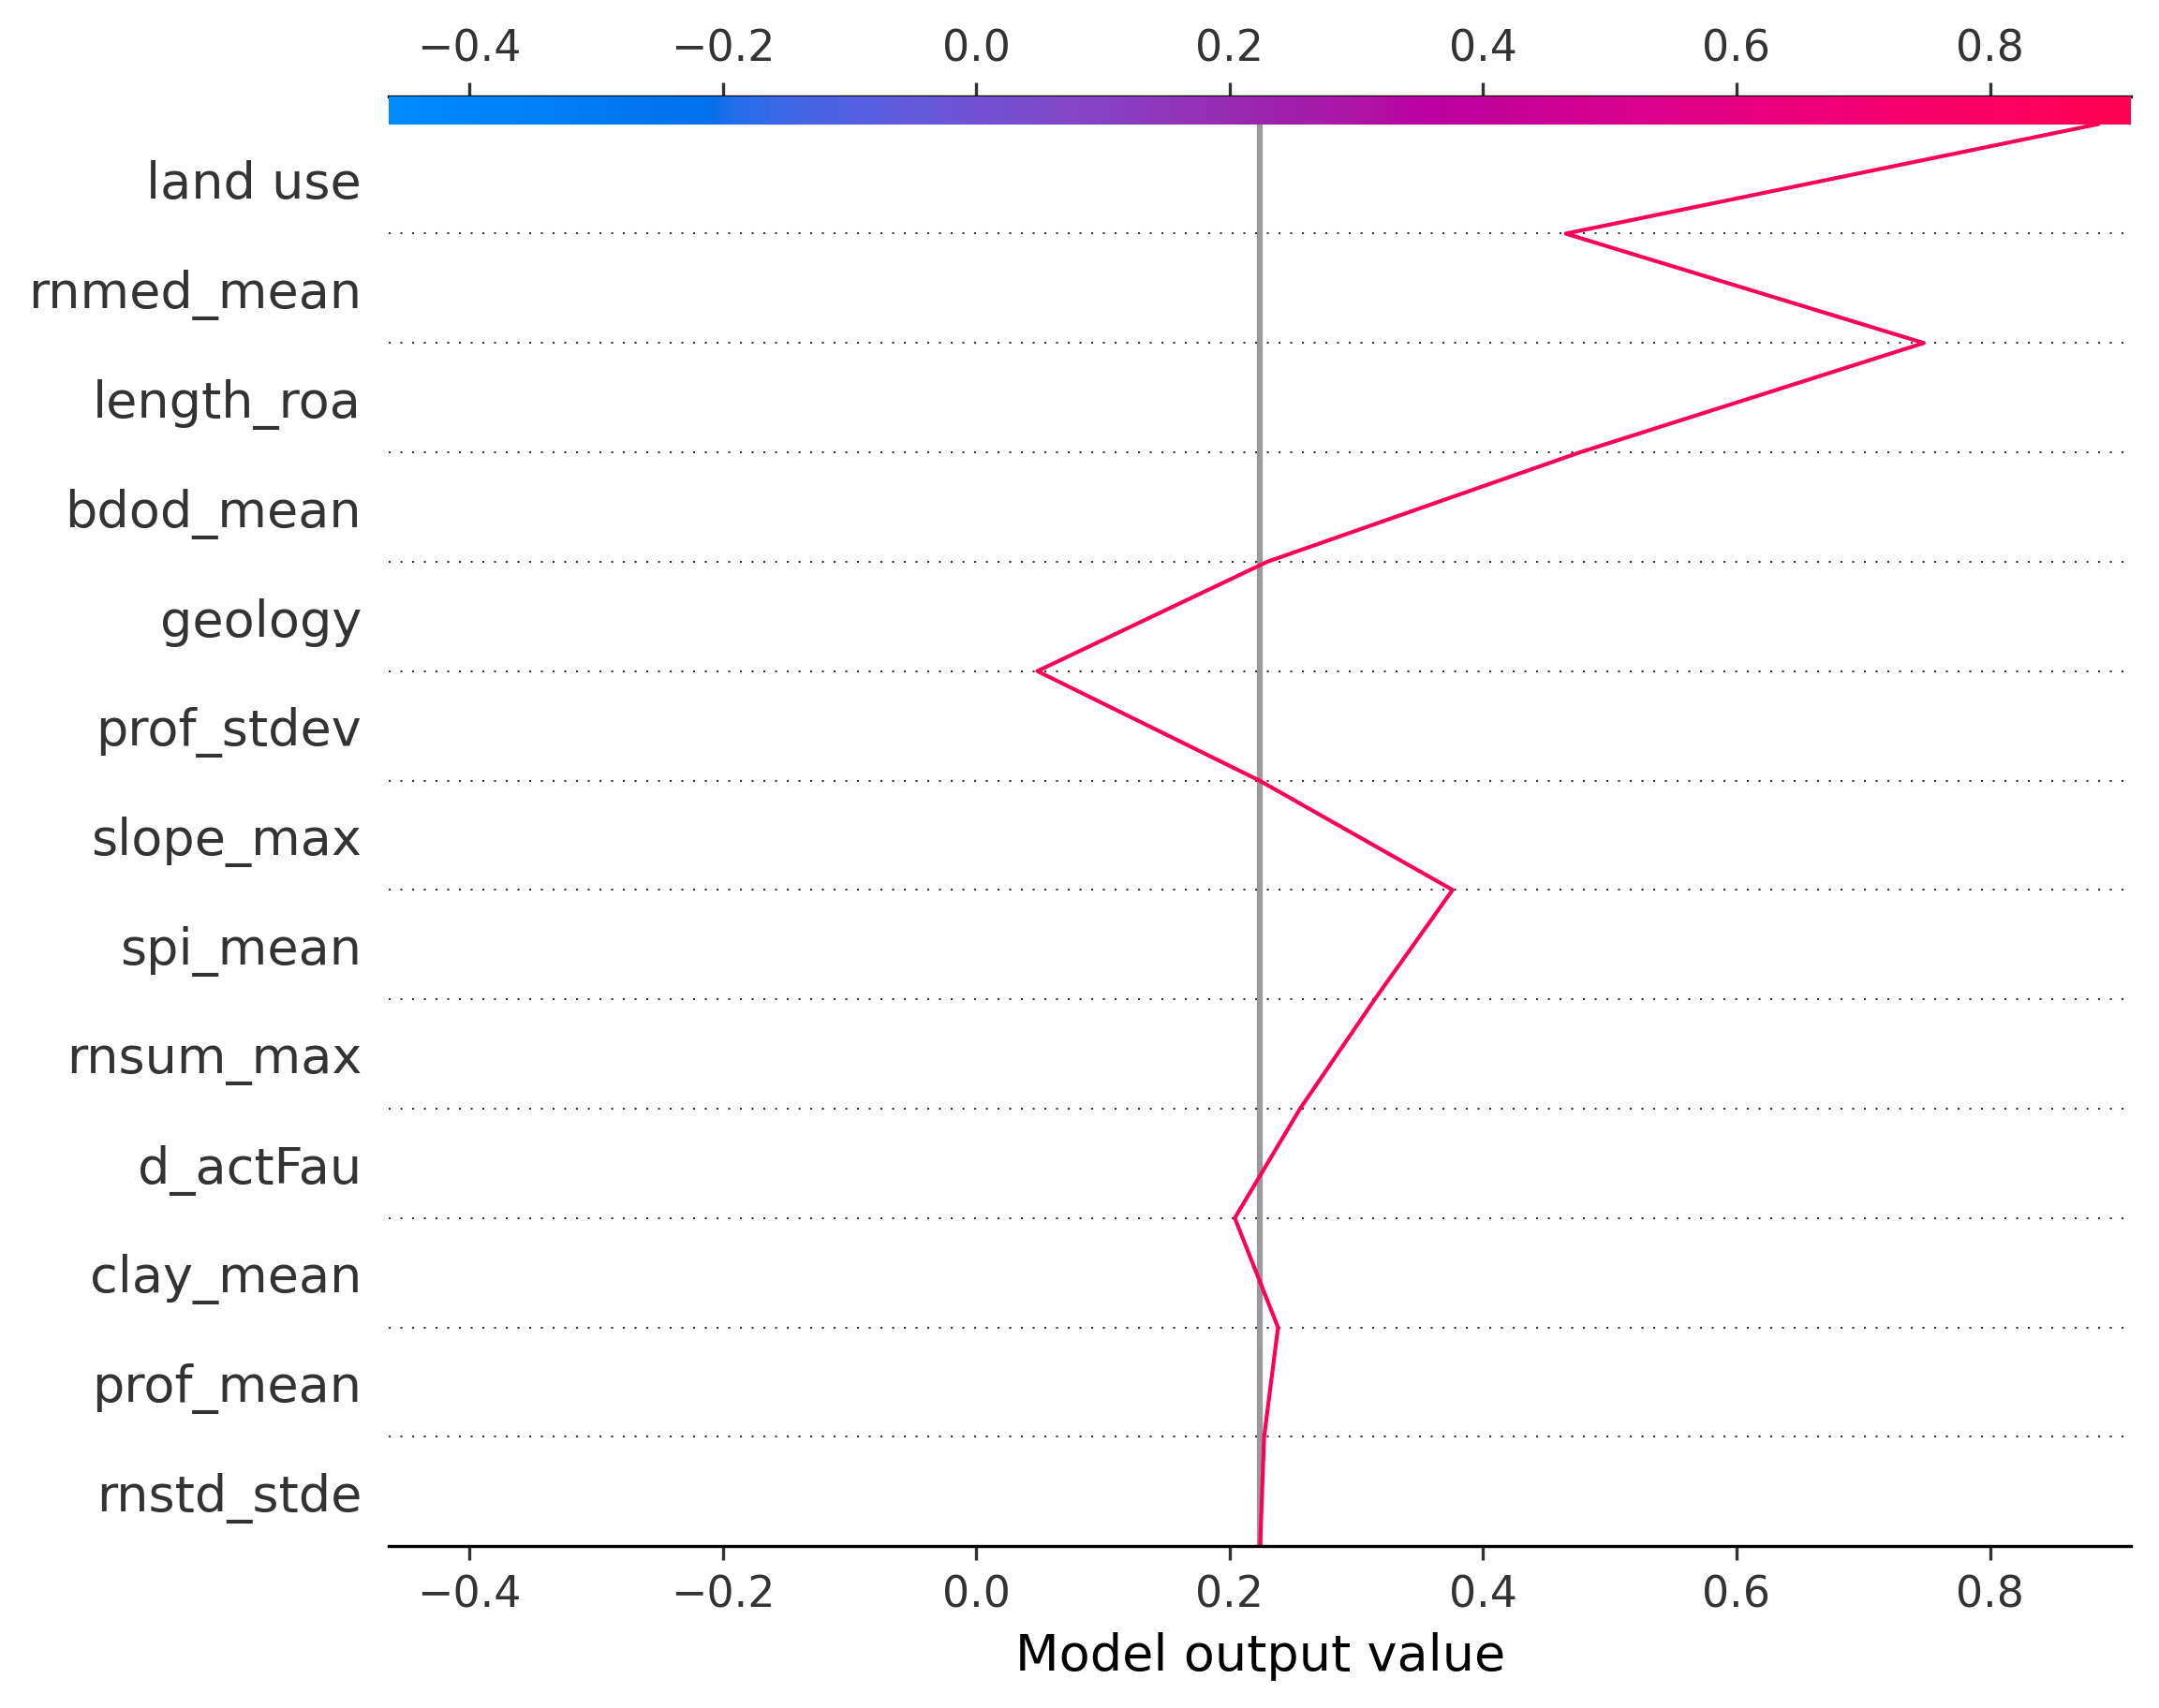 −0.4 −0.2 0.0 0.2 0.4 0.6 0.8
land use
rnmed_mean
length_roa
bdod_mean
geology
prof_stdev
slope_max
spi_mean
rnsum_max
d_actFau
clay_mean
prof_mean
rnstd_stde
−0.4 −0.2 0.0 0.2 0.4 0.6 0.8
Model output value